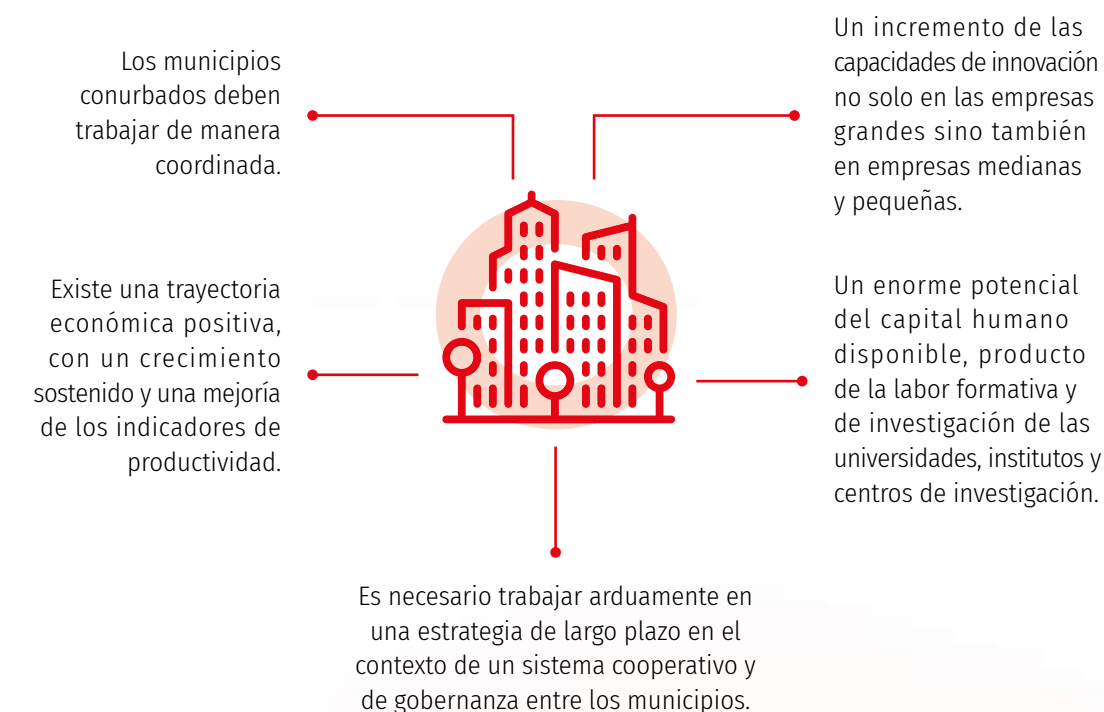 Los municipios
conurbados deben
trabajar de manera
coordinada.
Un incremento de las
capacidades de innovación
no solo en las empresas
grandes sino también
en empresas medianas
y pequeñas.
Existe una trayectoria
económica positiva,
con un crecimiento
sostenido y una mejoría
de los indicadores de
productividad.
Un enorme potencial
del capital humano
disponible, producto
de la labor formativa y
de investigación de las
universidades, institutos y
centros de investigación.
Es necesario trabajar arduamente en
una estrategia de largo plazo en el
contexto de un sistema cooperativo y
de gobernanza entre los municipios.